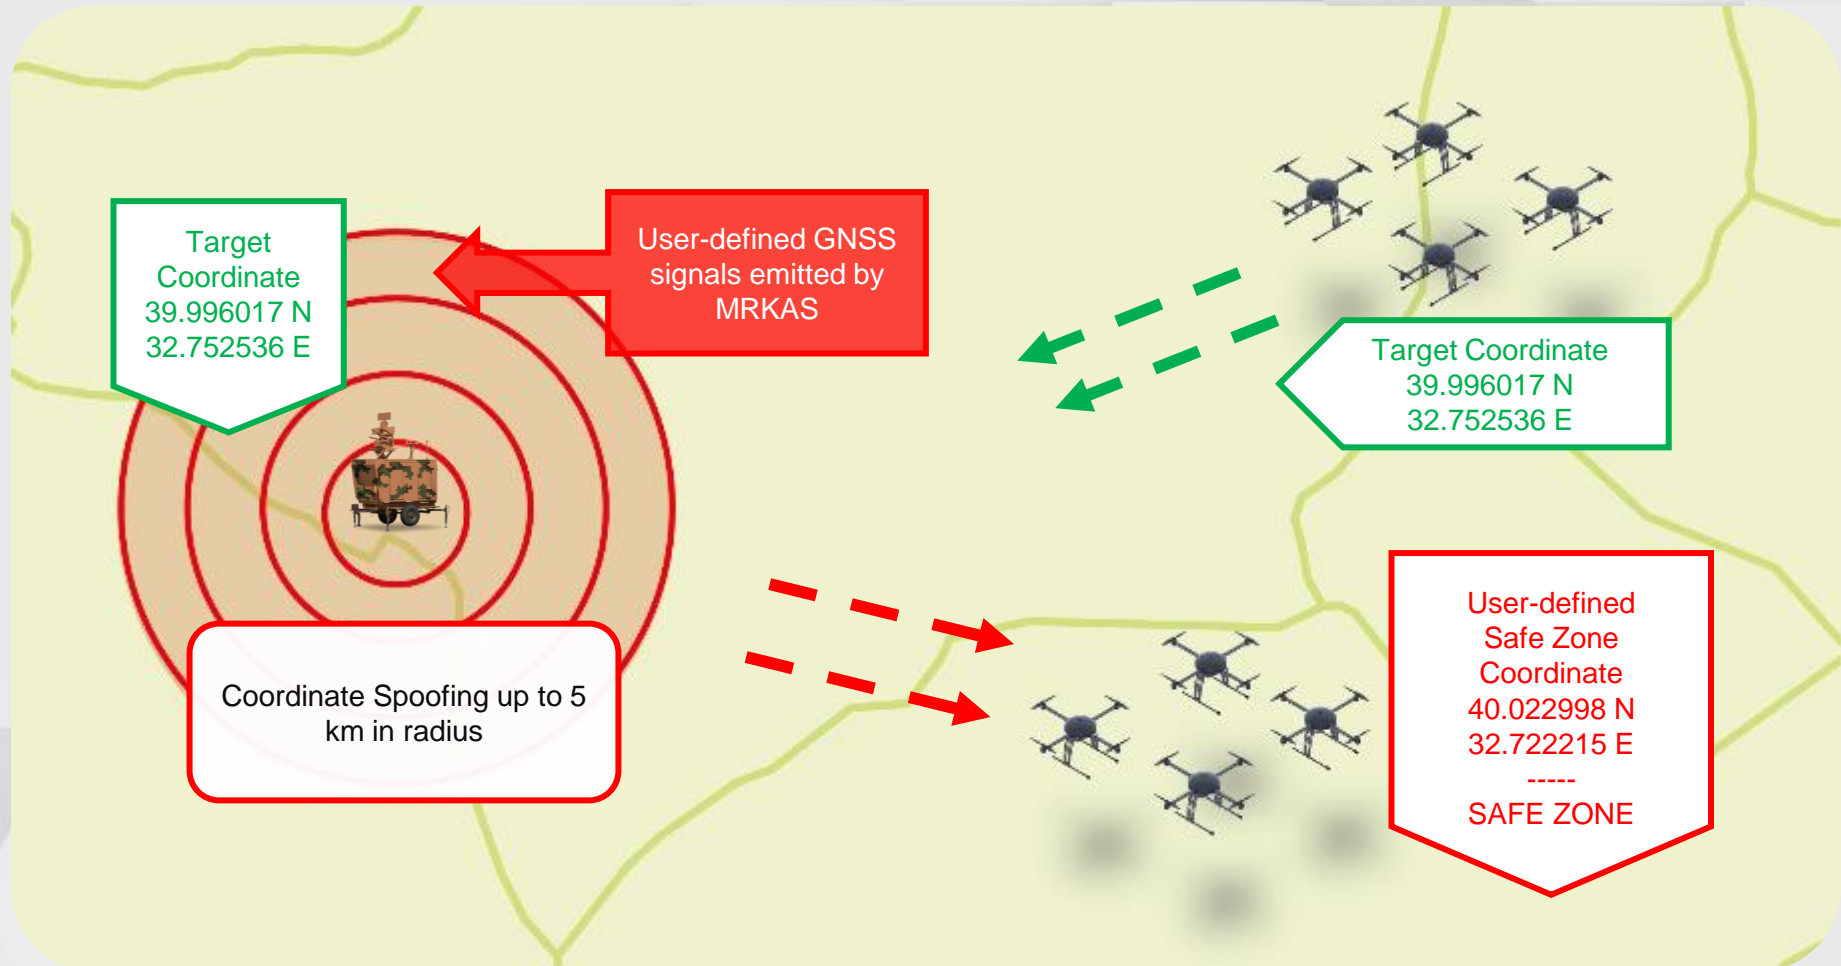 Target
Coordinate
39.996017 N
32.752536 E
User-defined GNSS
signals emitted by
MRKAS
Target Coordinate
39.996017 N
32.752536 E
Coordinate Spoofing up to 5
km in radius
User-defined
Safe Zone
Coordinate
40.022998 N
32.722215 E
-----
SAFE ZONE